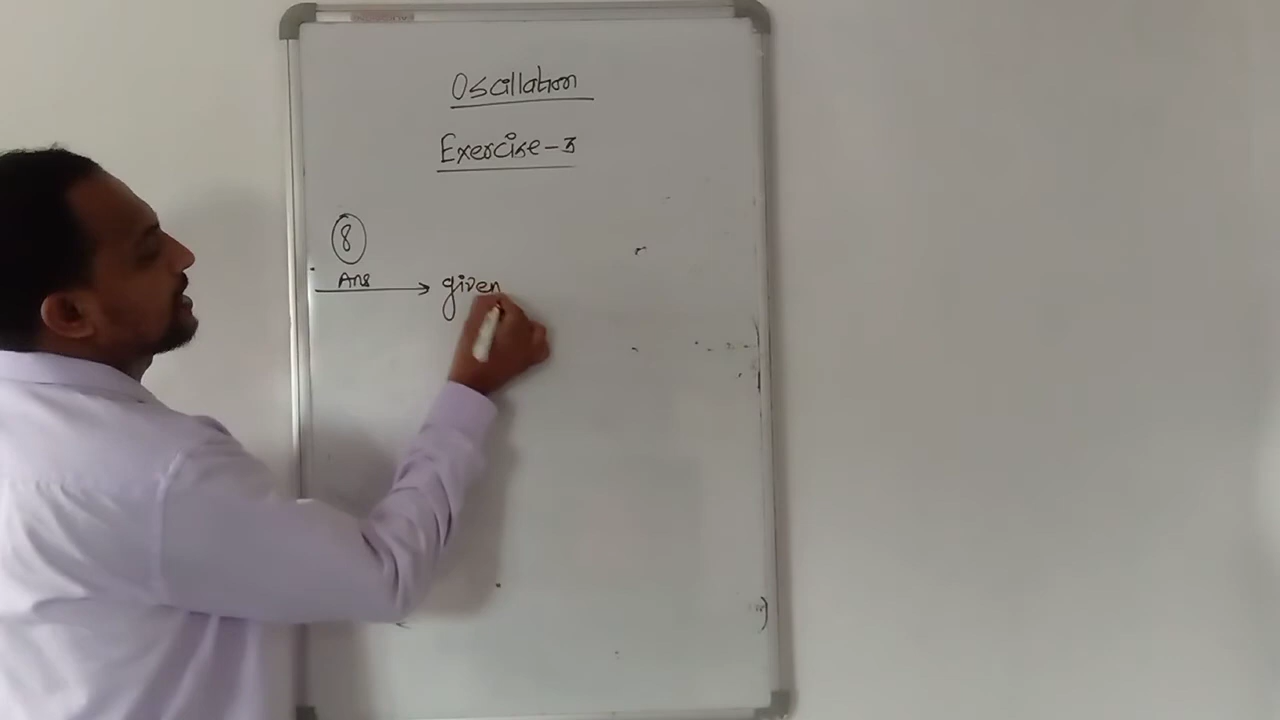 Oscillation
Exercise-3
8
Ans → given